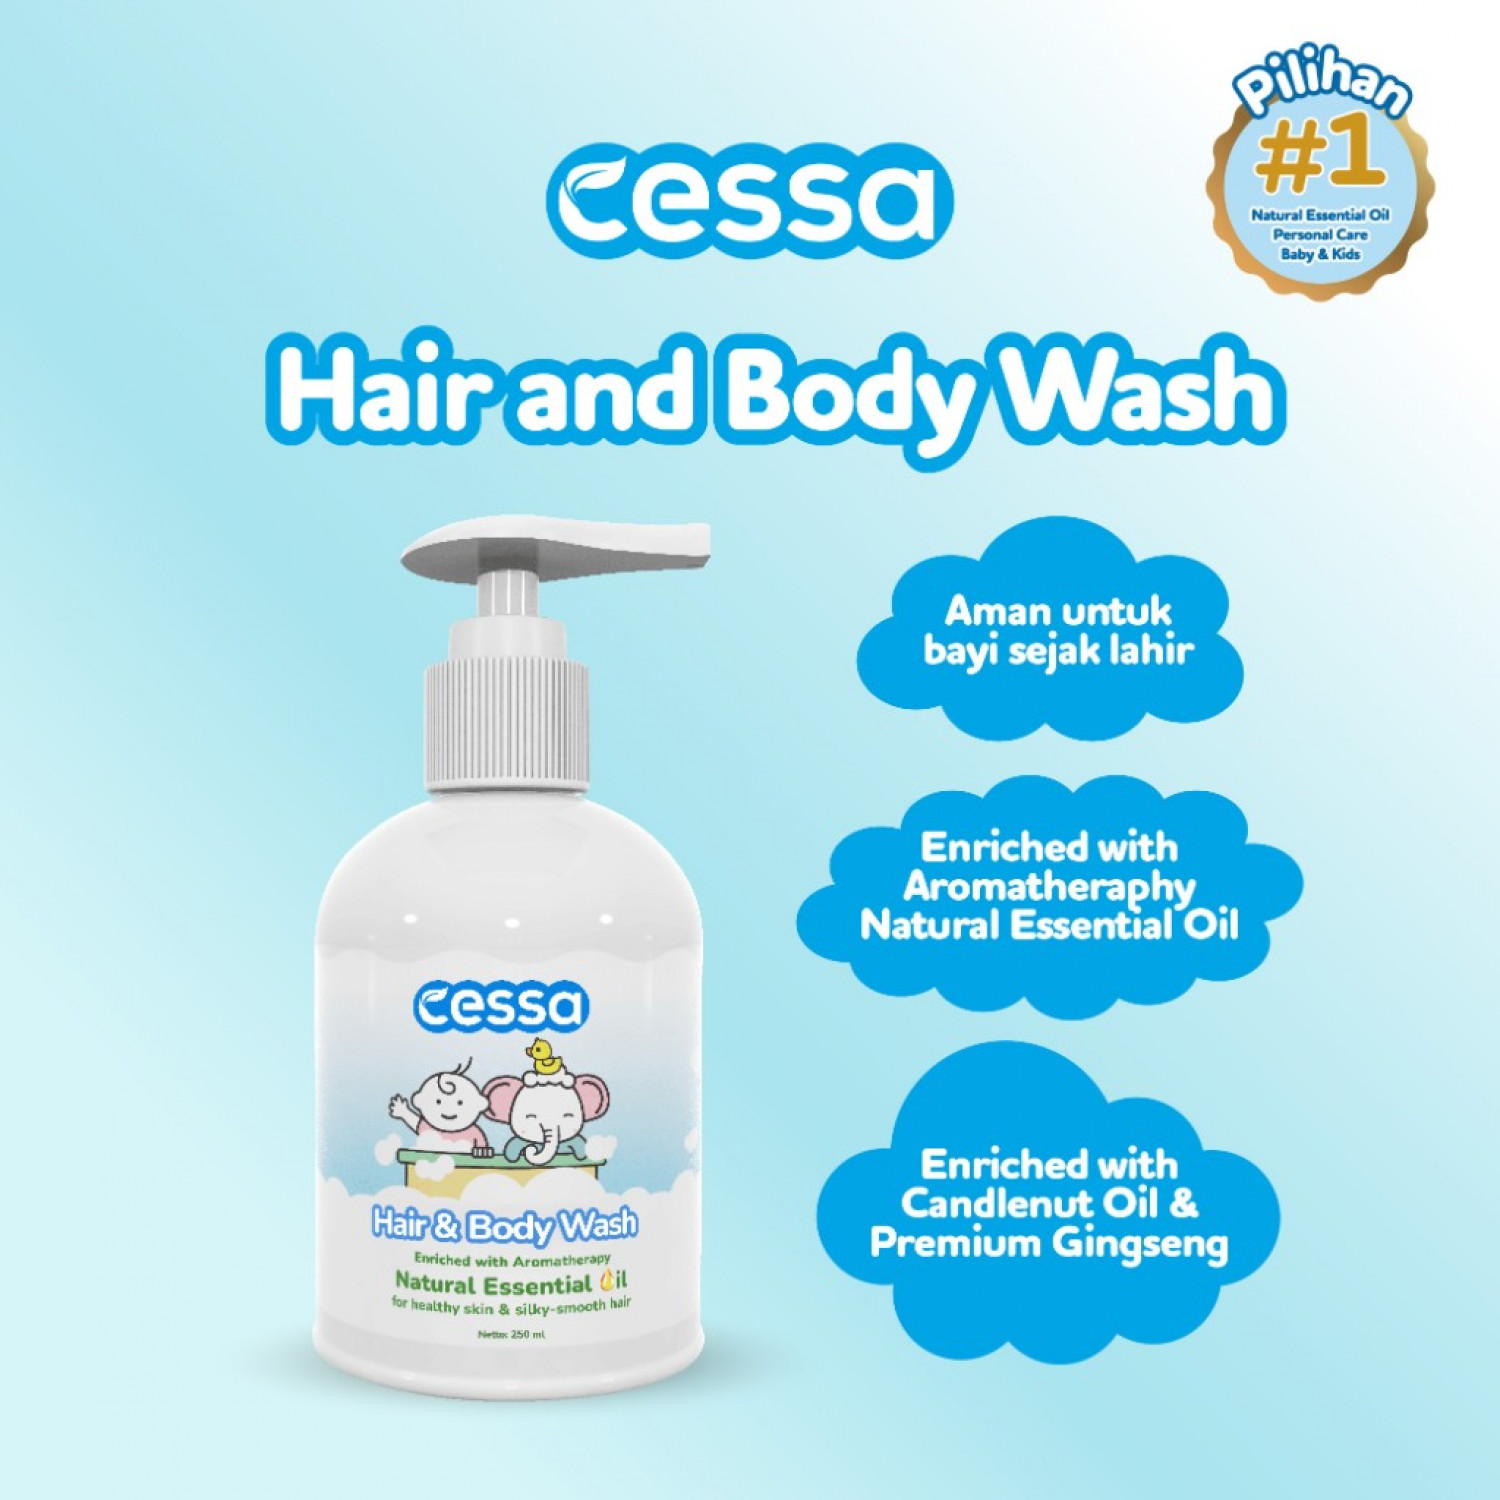 Pilihan
#1
Natural Essential Oil
Personal Care
Baby & Kids
cessa
Hair and Body Wash
Aman untuk
bayi sejak lahir
Enriched with
Aromatheraphy
Natural Essential Oil
Enriched with
Candlenut Oil &
Premium Gingseng
cessa
Hair & Body Wash
Enriched with Aromatherapy
Natural Essential Oil
for healthy skin & silky-smooth hair
Netto: 250 ml